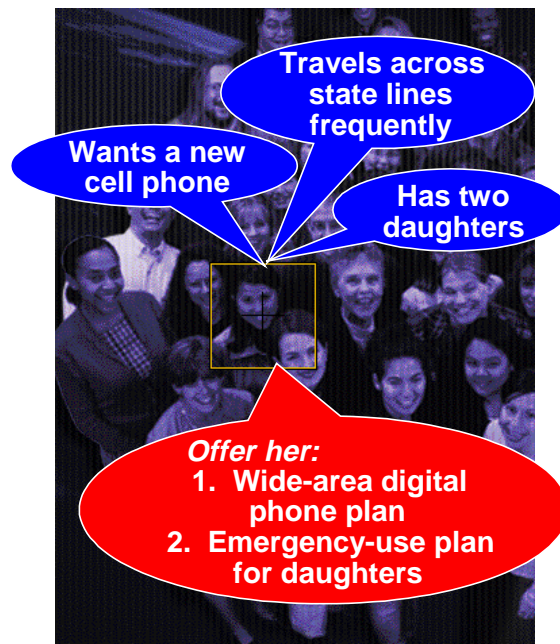 Travels across
state lines
frequently
Wants a new
cell phone
Has two
daughters
Offer her:
1. Wide-area digital
phone plan
2. Emergency-use plan
for daughters